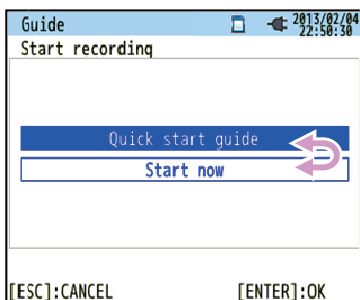 Guide 2013/02/04
22:50:30
Start recording
Quick start guide
Start now
[ESC]:CANCEL [ENTER]:OK